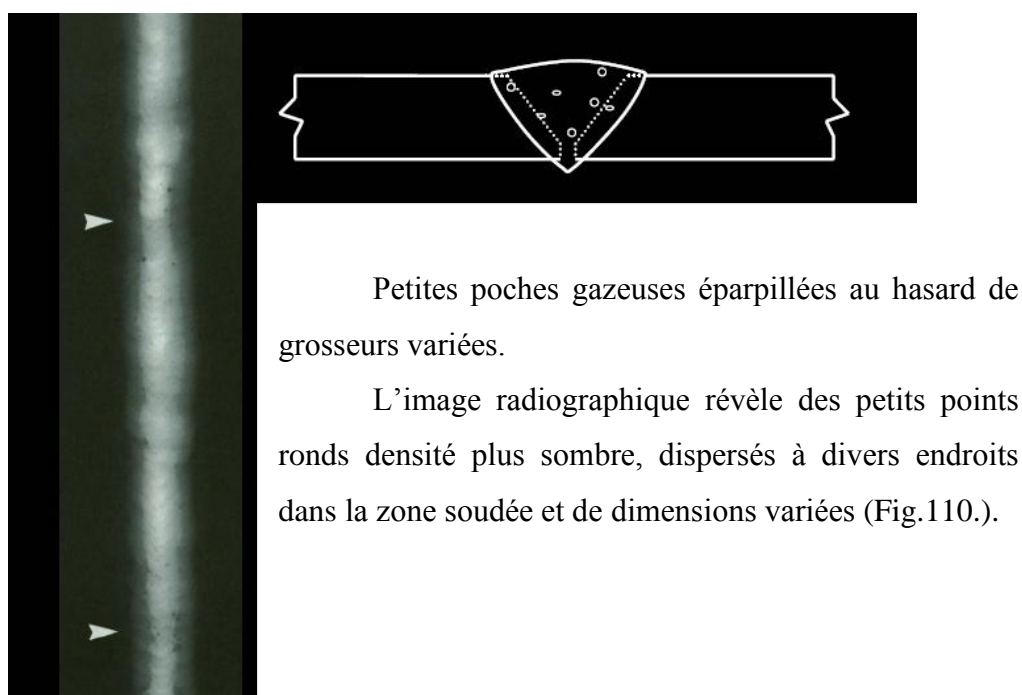 Petites poches gazeuses éparpillées au hasard de
grosseurs variées.
L’image radiographique révèle des petits points
ronds densité plus sombre, dispersés à divers endroits
dans la zone soudée et de dimensions variées (Fig.110.).